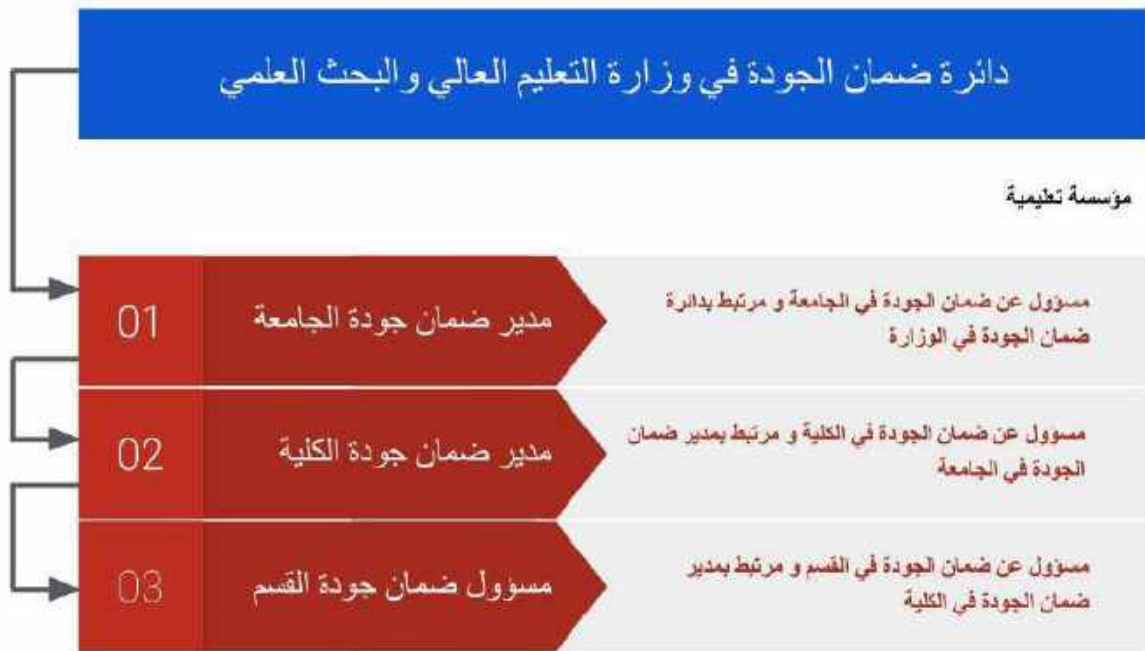 دائرة ضمان الجودة في وزارة التعليم العالي والبحث العلمي
مؤسسة تعليمية
01
مدير ضمان جودة الجامعة
مسؤول عن ضمان الجودة في الجامعة و مرتبط بدائرة
ضمان الجودة في الوزارة
02
مدير ضمان جودة الكلية
مسوول عن ضمان الجودة في الكلية و مرتبط بمدير ضمان
الجودة في الجامعة
03
مسؤول ضمان جودة القسم
مسؤول عن ضمان الجودة في القسم و مرتبط بمدير
ضمان الجودة في الكلية